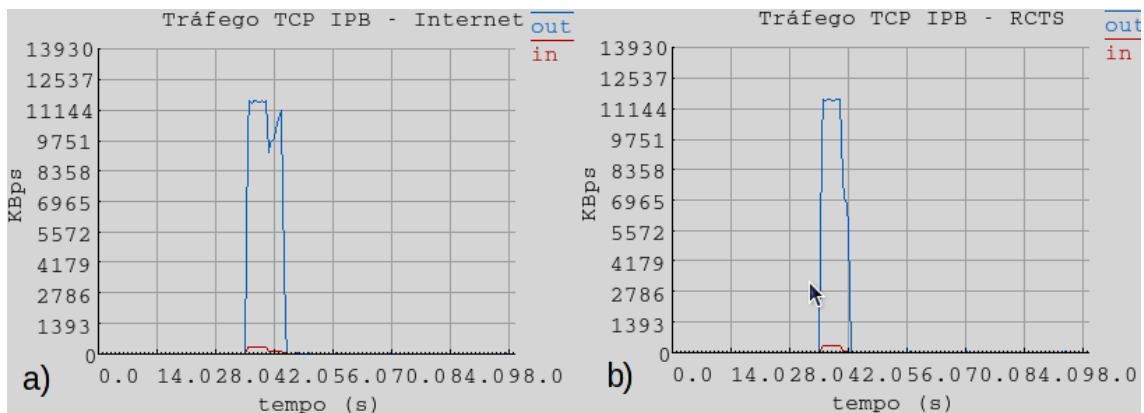 Tráfego TCP IPB - Internet
out
in
13930
12537
11144
9751
8358
6965
5572
4179
2786
1393
0
KBps
0.0 14.028.042.056.070.084.098.0
tempo (s)
a)
Tráfego TCP IPB - RCTS
out
in
13930
12537
11144
9751
8358
6965
5572
4179
2786
1393
0
KBps
0.0 14.028.042.056.070.084.098.0
tempo (s)
b)